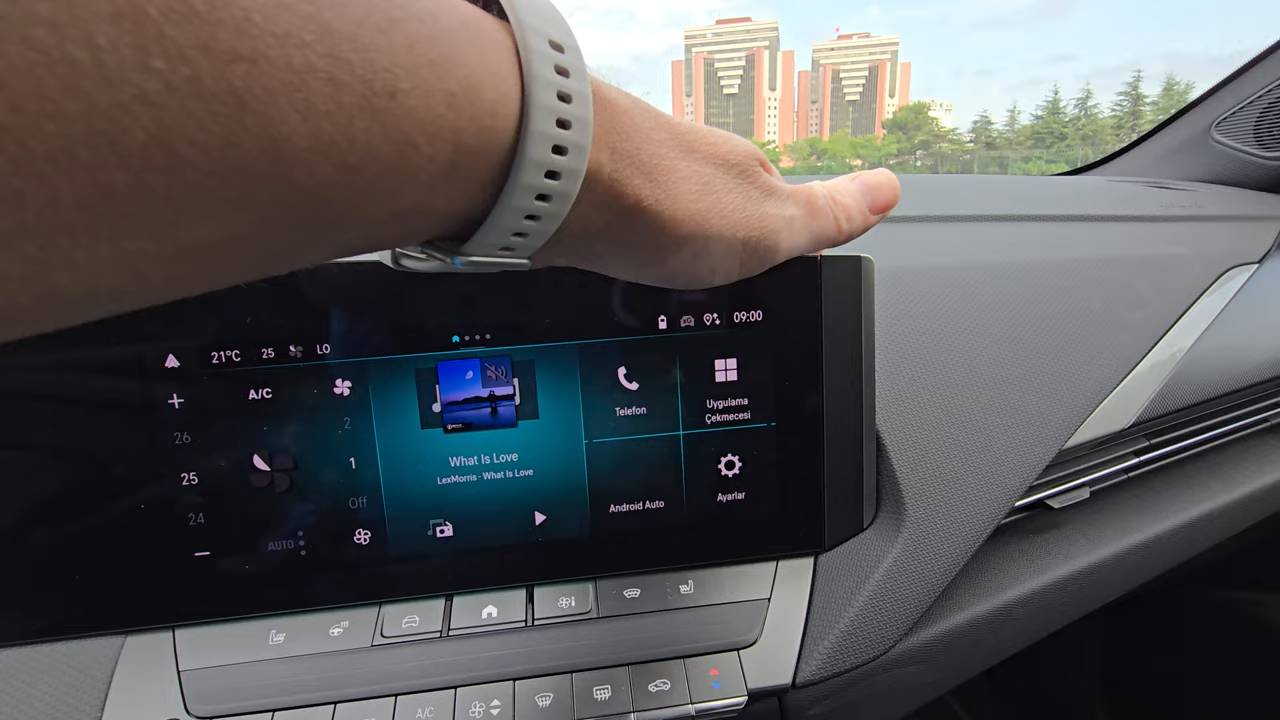 21°C 25 LO
09:00
A/C
26
25
24
2
1
Off
AUTO
What Is Love
LexMorris - What Is Love
Telefon
Uygulama
Çekmecesi
Android Auto
Ayarlar
A/C